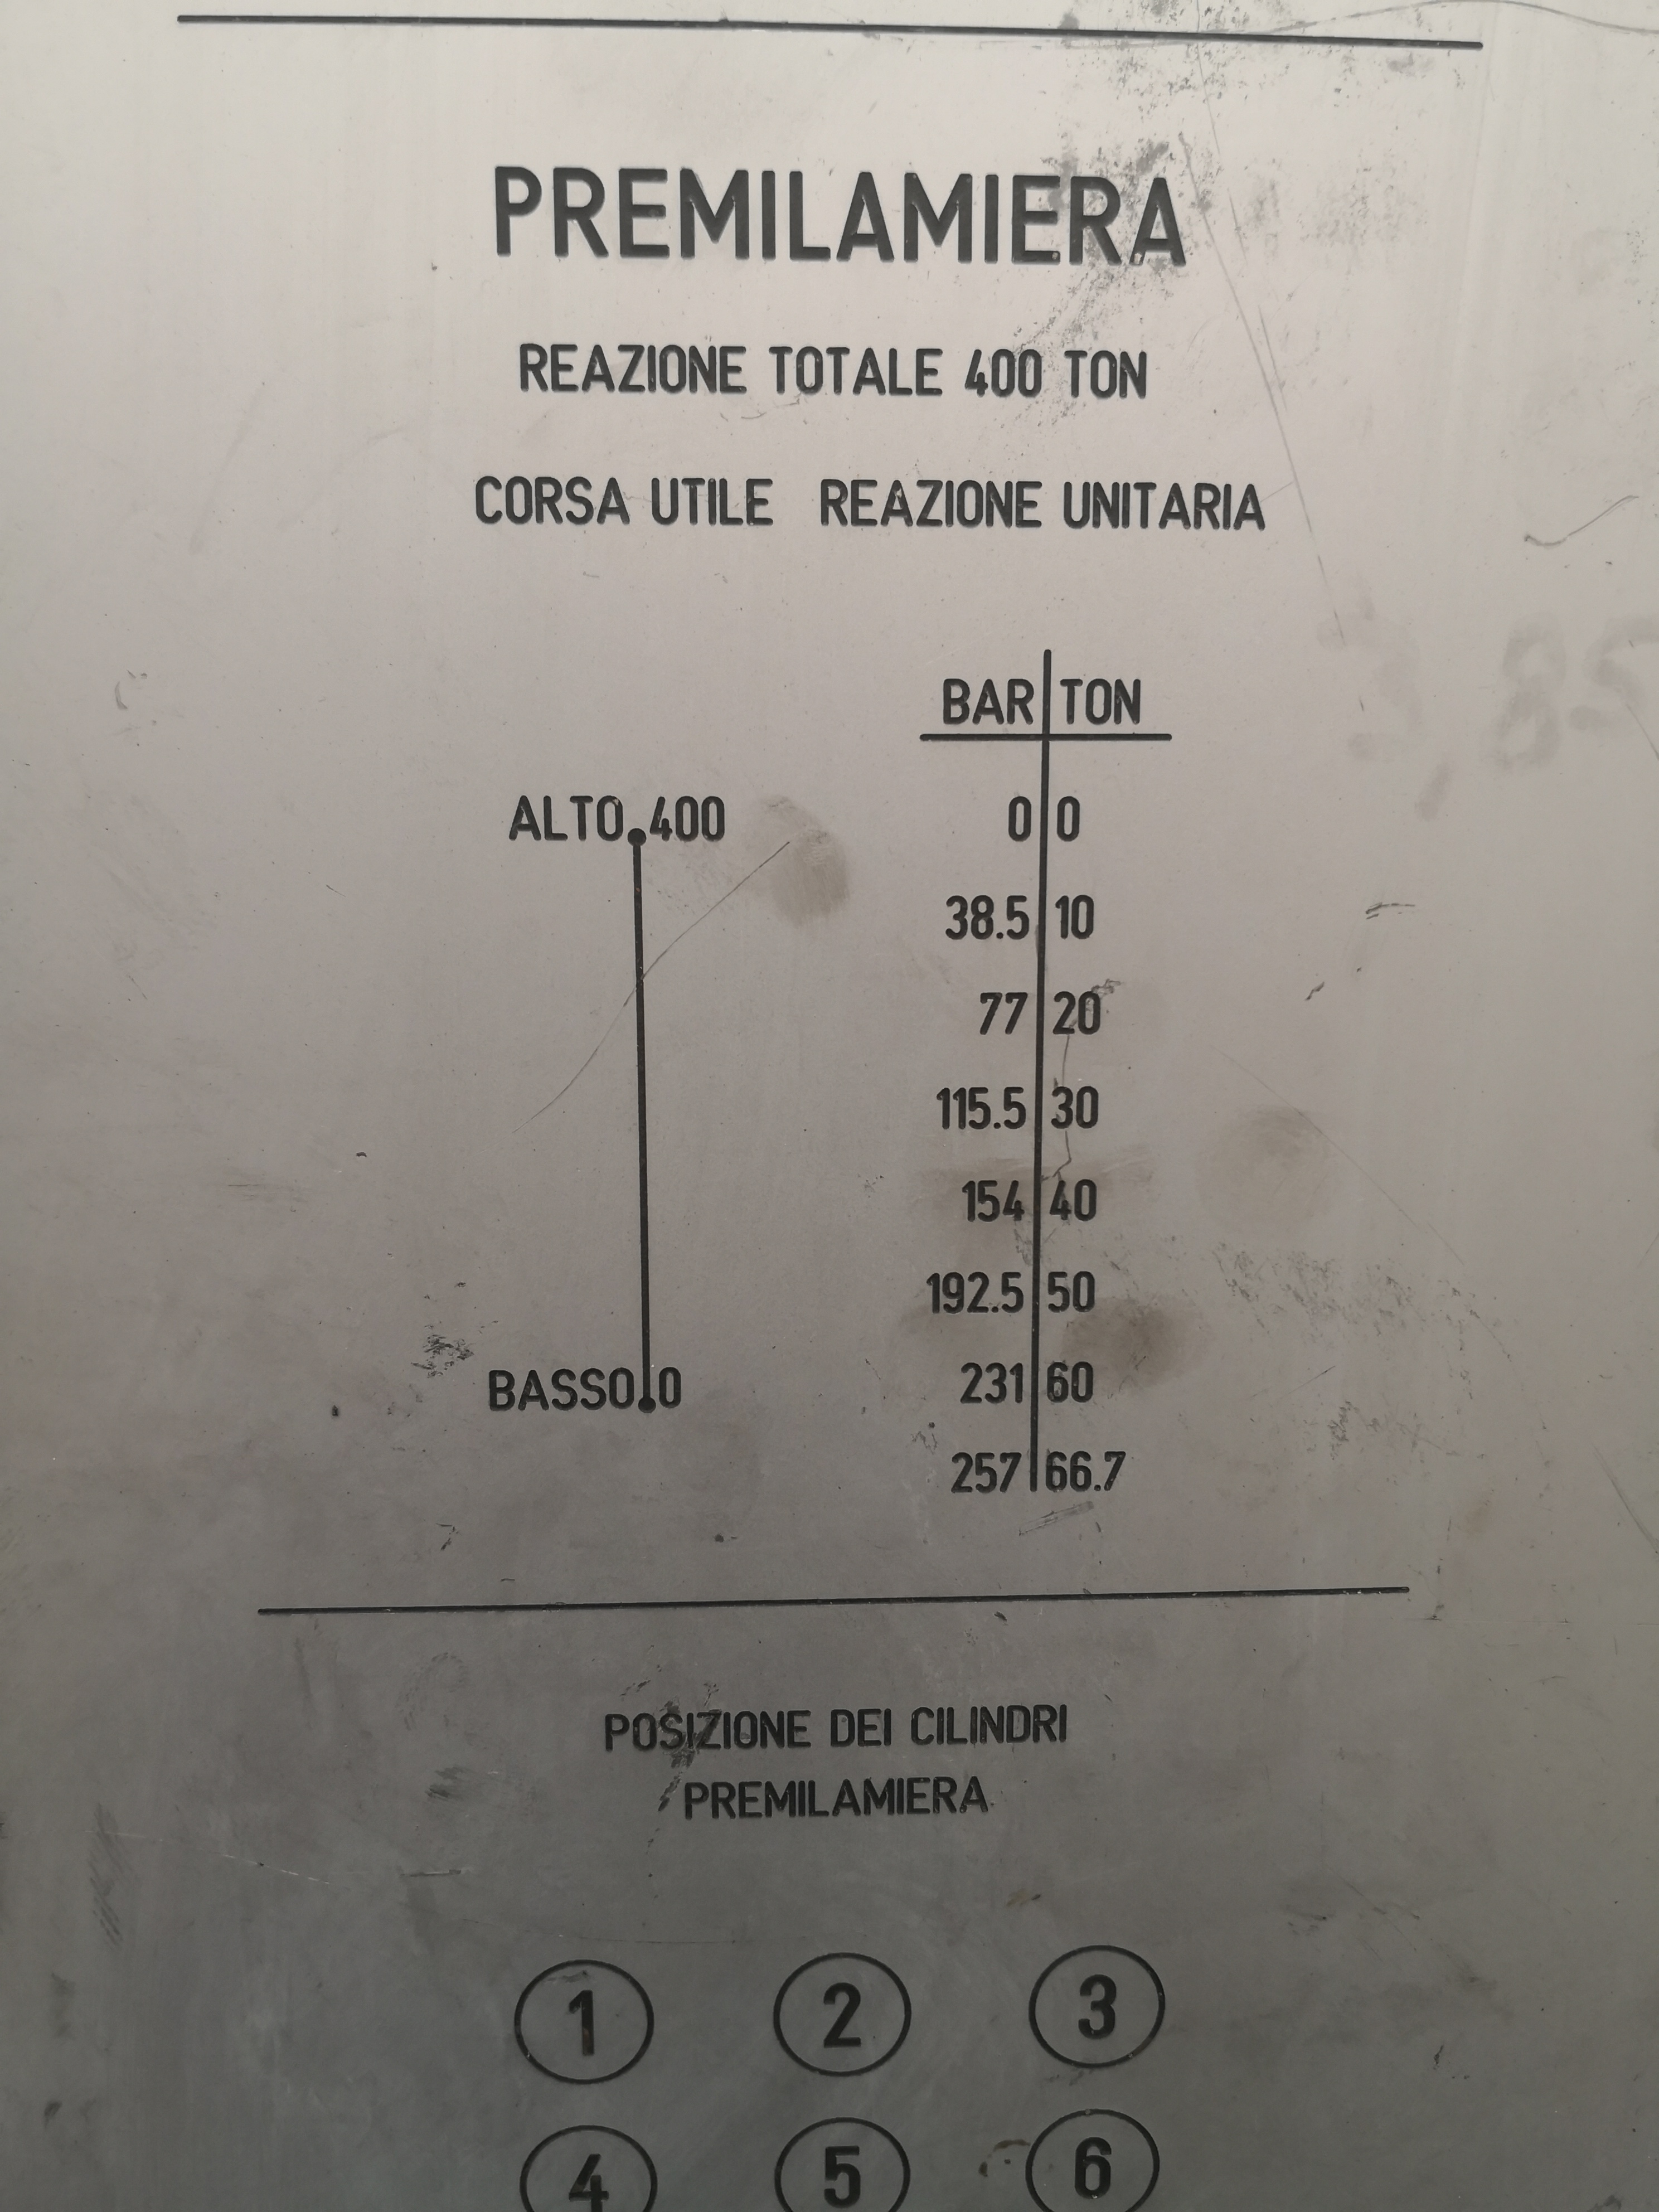 PREMILAMIERA
REAZIONE TOTALE 400 TON
CORSA UTILE REAZIONE UNITARIA
BAR TON
ALTO 400
0 0
38.5 10
77 20
115.5 30
154 40
192.5 50
BASSO 0
231 60
257 66.7
POSIZIONE DEI CILINDRI
PREMILAMIERA
1 2 3
4 5 6